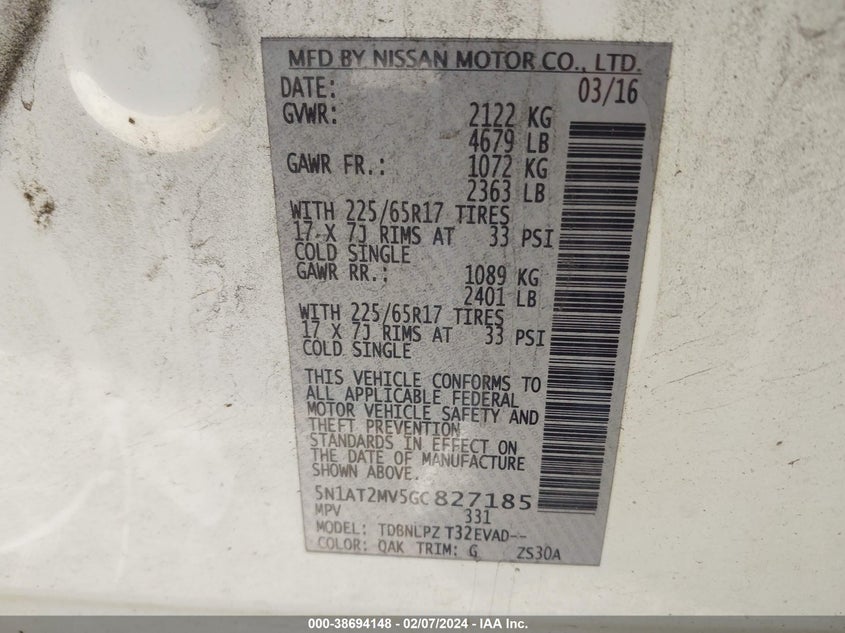 MFD BY NISSAN MOTOR CO., LTD.
DATE: 03/16
GVWR: 2122 KG
4679 LB
GAWR FR.: 1072 KG
2363 LB
WITH 225/65R17 TIRES
17 X 7J RIMS AT 33 PSI
COLD SINGLE
GAWR RR.: 1089 KG
2401 LB
WITH 225/65R17 TIRES
17 X 7J RIMS AT 33 PSI
COLD SINGLE
THIS VEHICLE CONFORMS TO
ALL APPLICABLE FEDERAL
MOTOR VEHICLE SAFETY AND
THEFT PREVENTION
STANDARDS IN EFFECT ON
THE DATE OF MANUFACTURE
SHOWN ABOVE.
5N1AT2MV5GC827185
MPV 331
MODEL: TDBNLPZ T32EVAD--
COLOR: QAK TRIM: G ZS30A
000-38694148 - 02/07/2024 - IAA Inc.